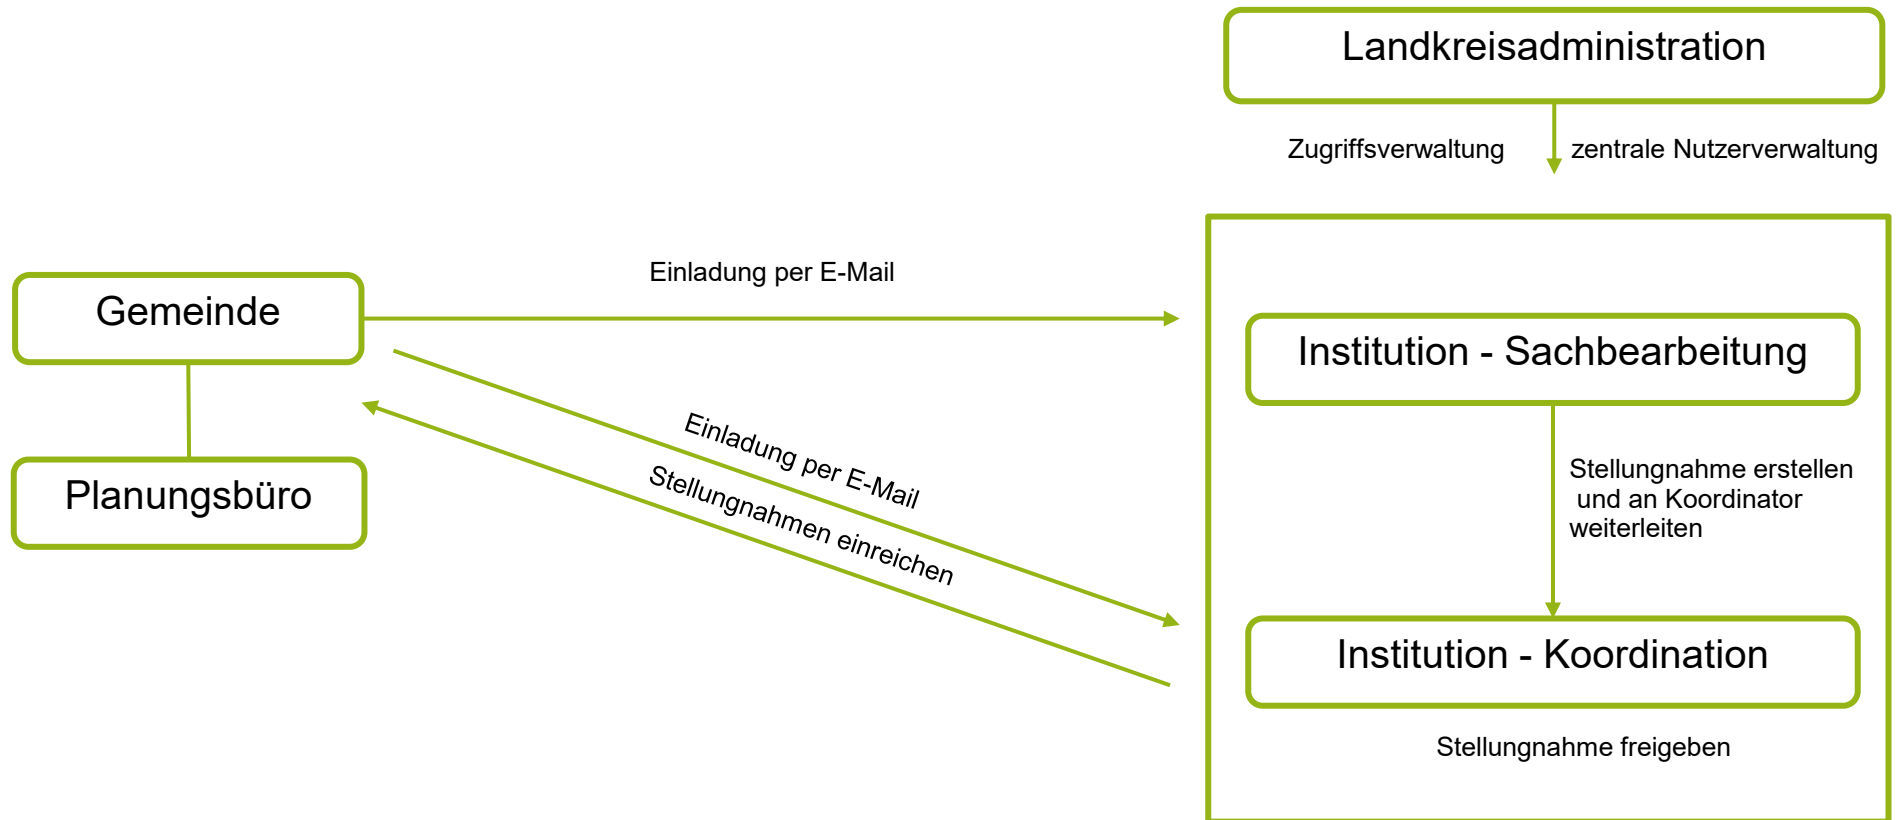 Landkreisadministration
Zugriffsverwaltung
zentrale Nutzerverwaltung
Einladung per E-Mail
Gemeinde
Institution - Sachbearbeitung
Planungsbüro
Einladung per E-Mail
Stellungnahmen einreichen
Stellungnahme erstellen
und an Koordinator
weiterleiten
Institution - Koordination
Stellungnahme freigeben